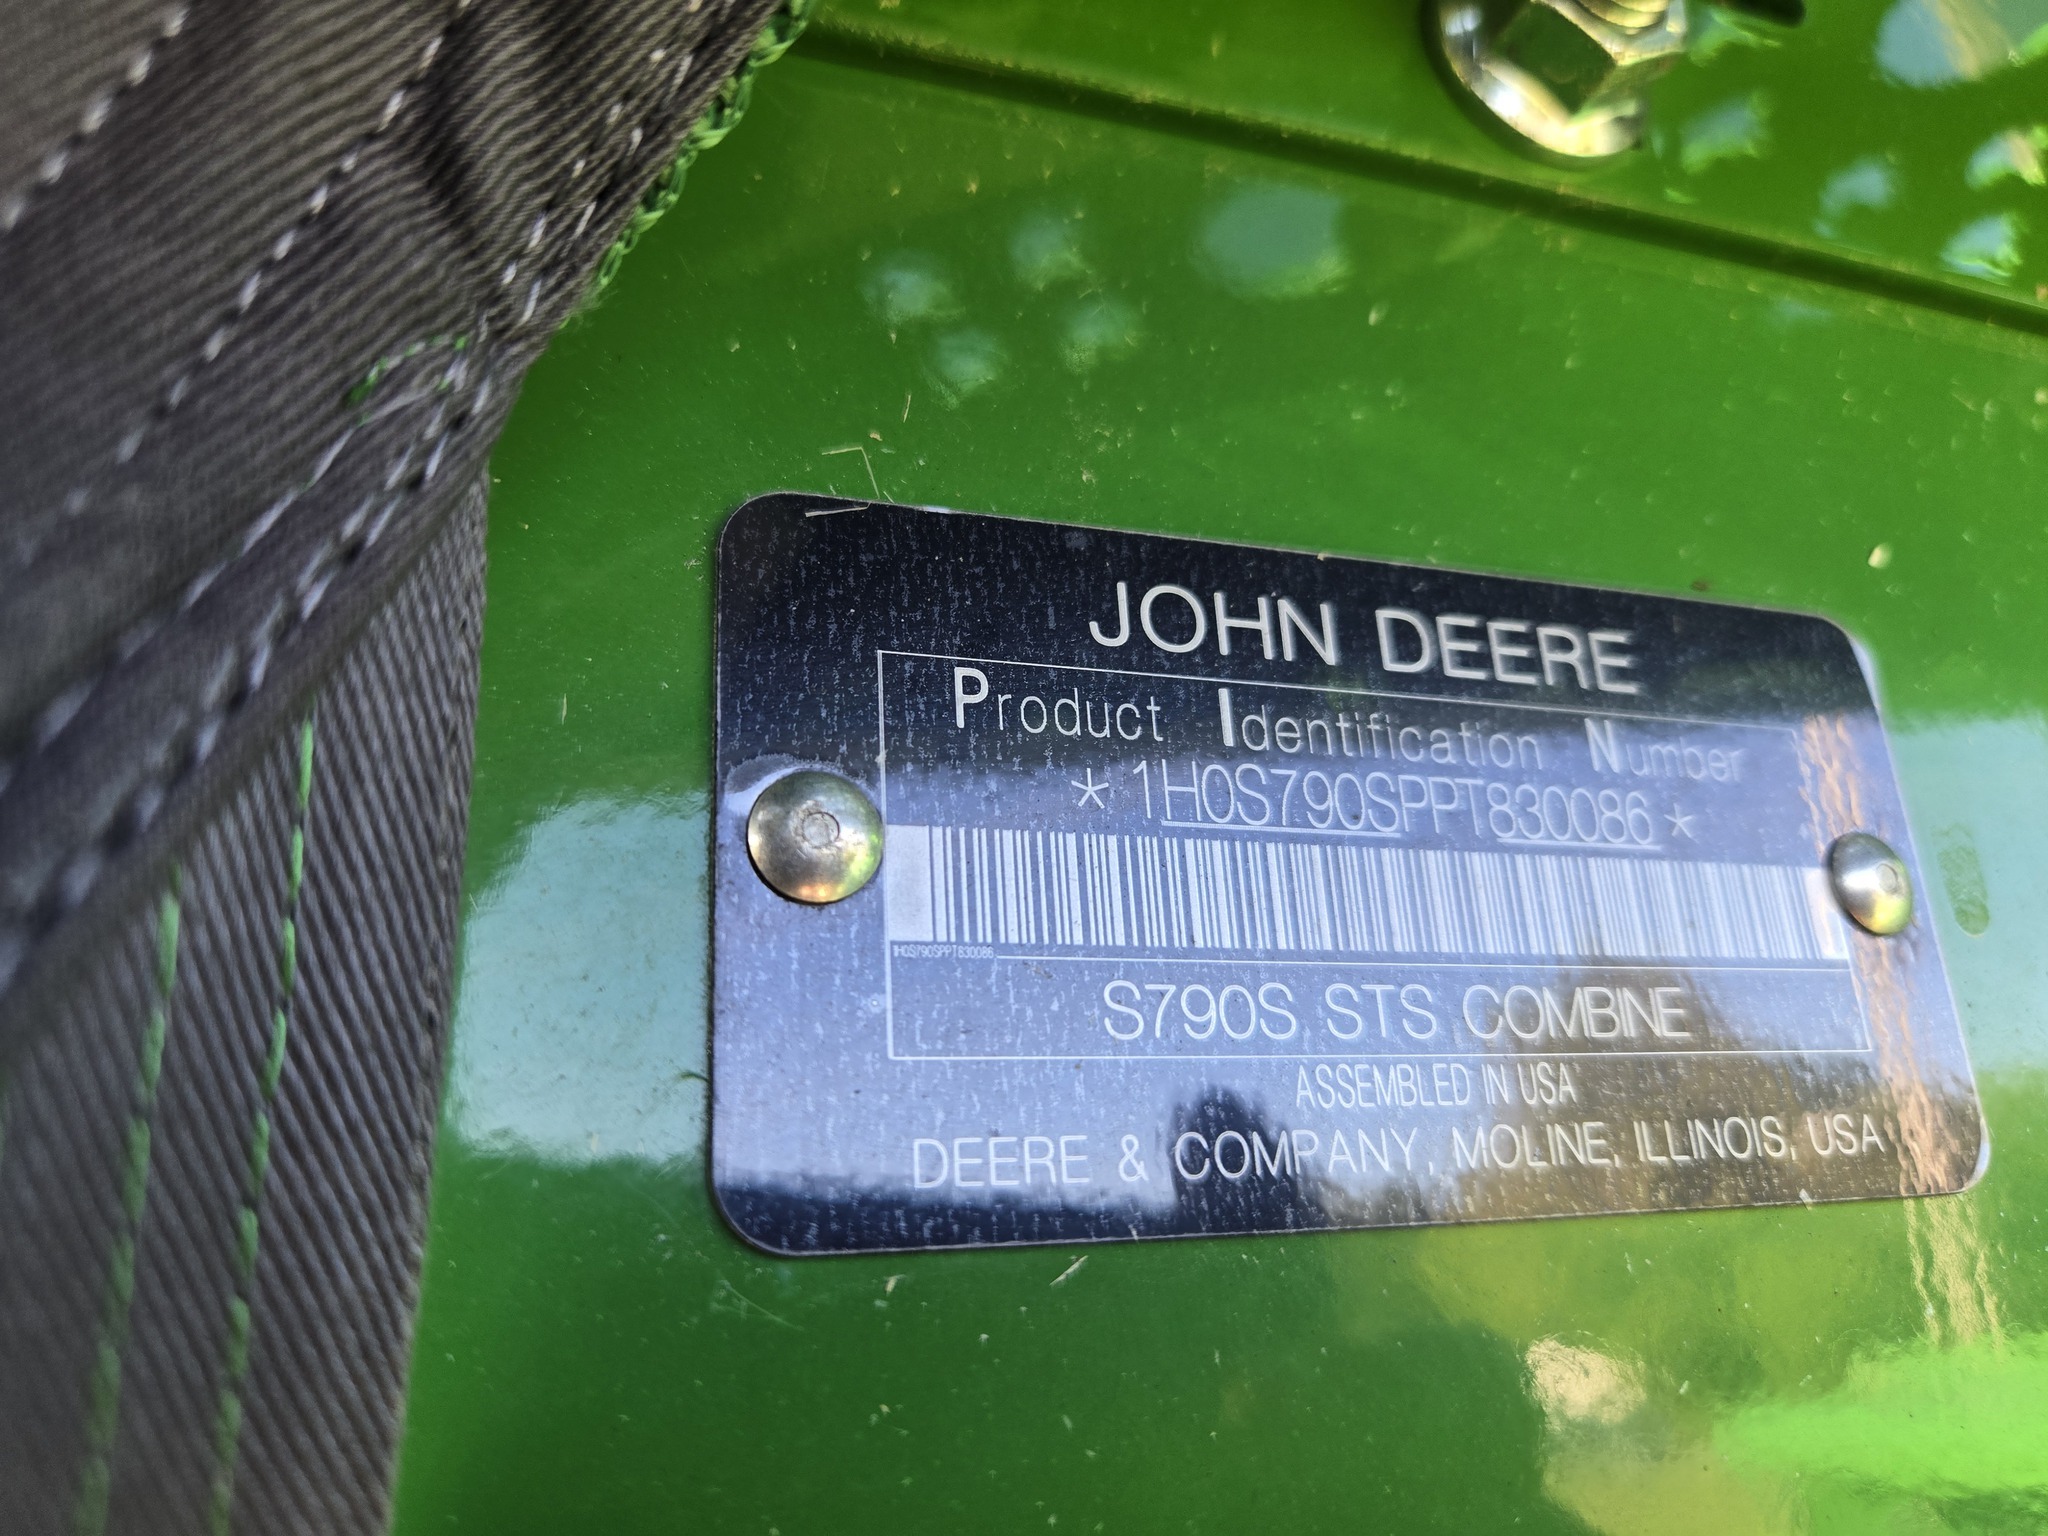 JOHN DEERE
Product Identification Number
*1H0S790SPPT830086*
1H0S790SPPT830086
S790S STS COMBINE
ASSEMBLED IN USA
DEERE & COMPANY, MOLINE, ILLINOIS, USA